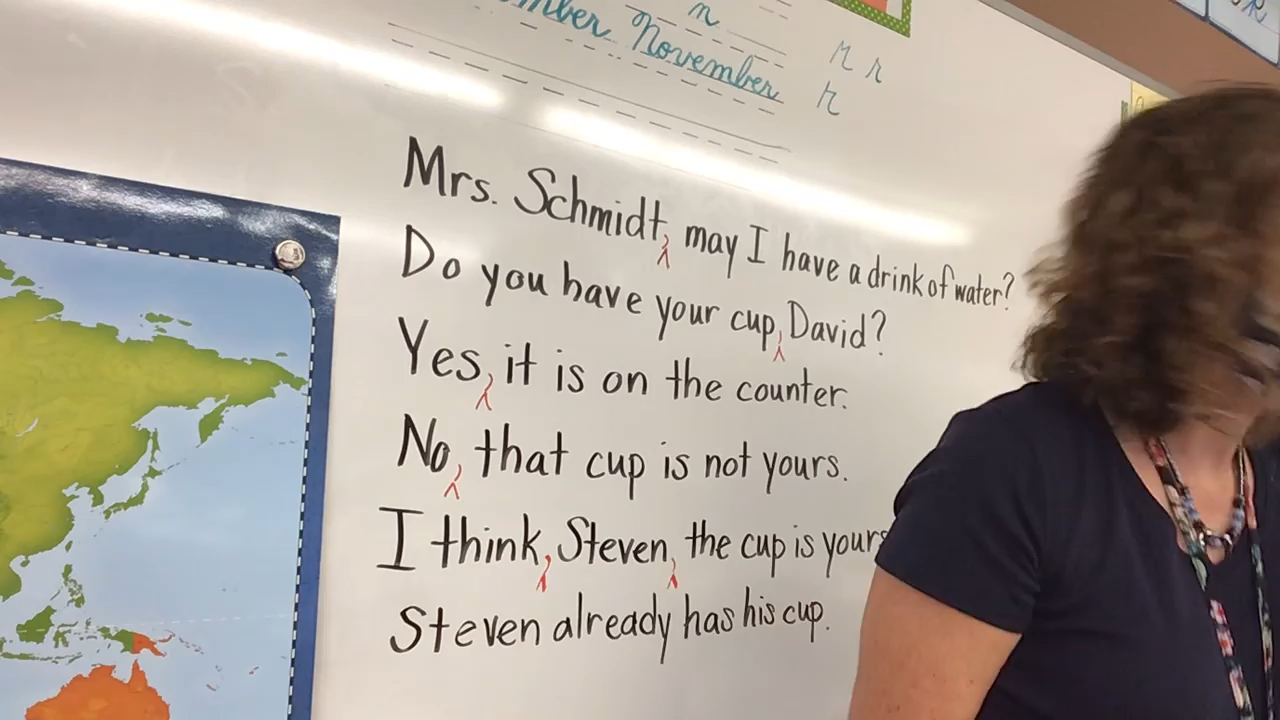 n
November
r r
r
Mrs. Schmidt, may I have a drink of water?
Do you have your cup, David?
Yes, it is on the counter.
No, that cup is not yours.
I think, Steven, the cup is yours
Steven already has his cup.